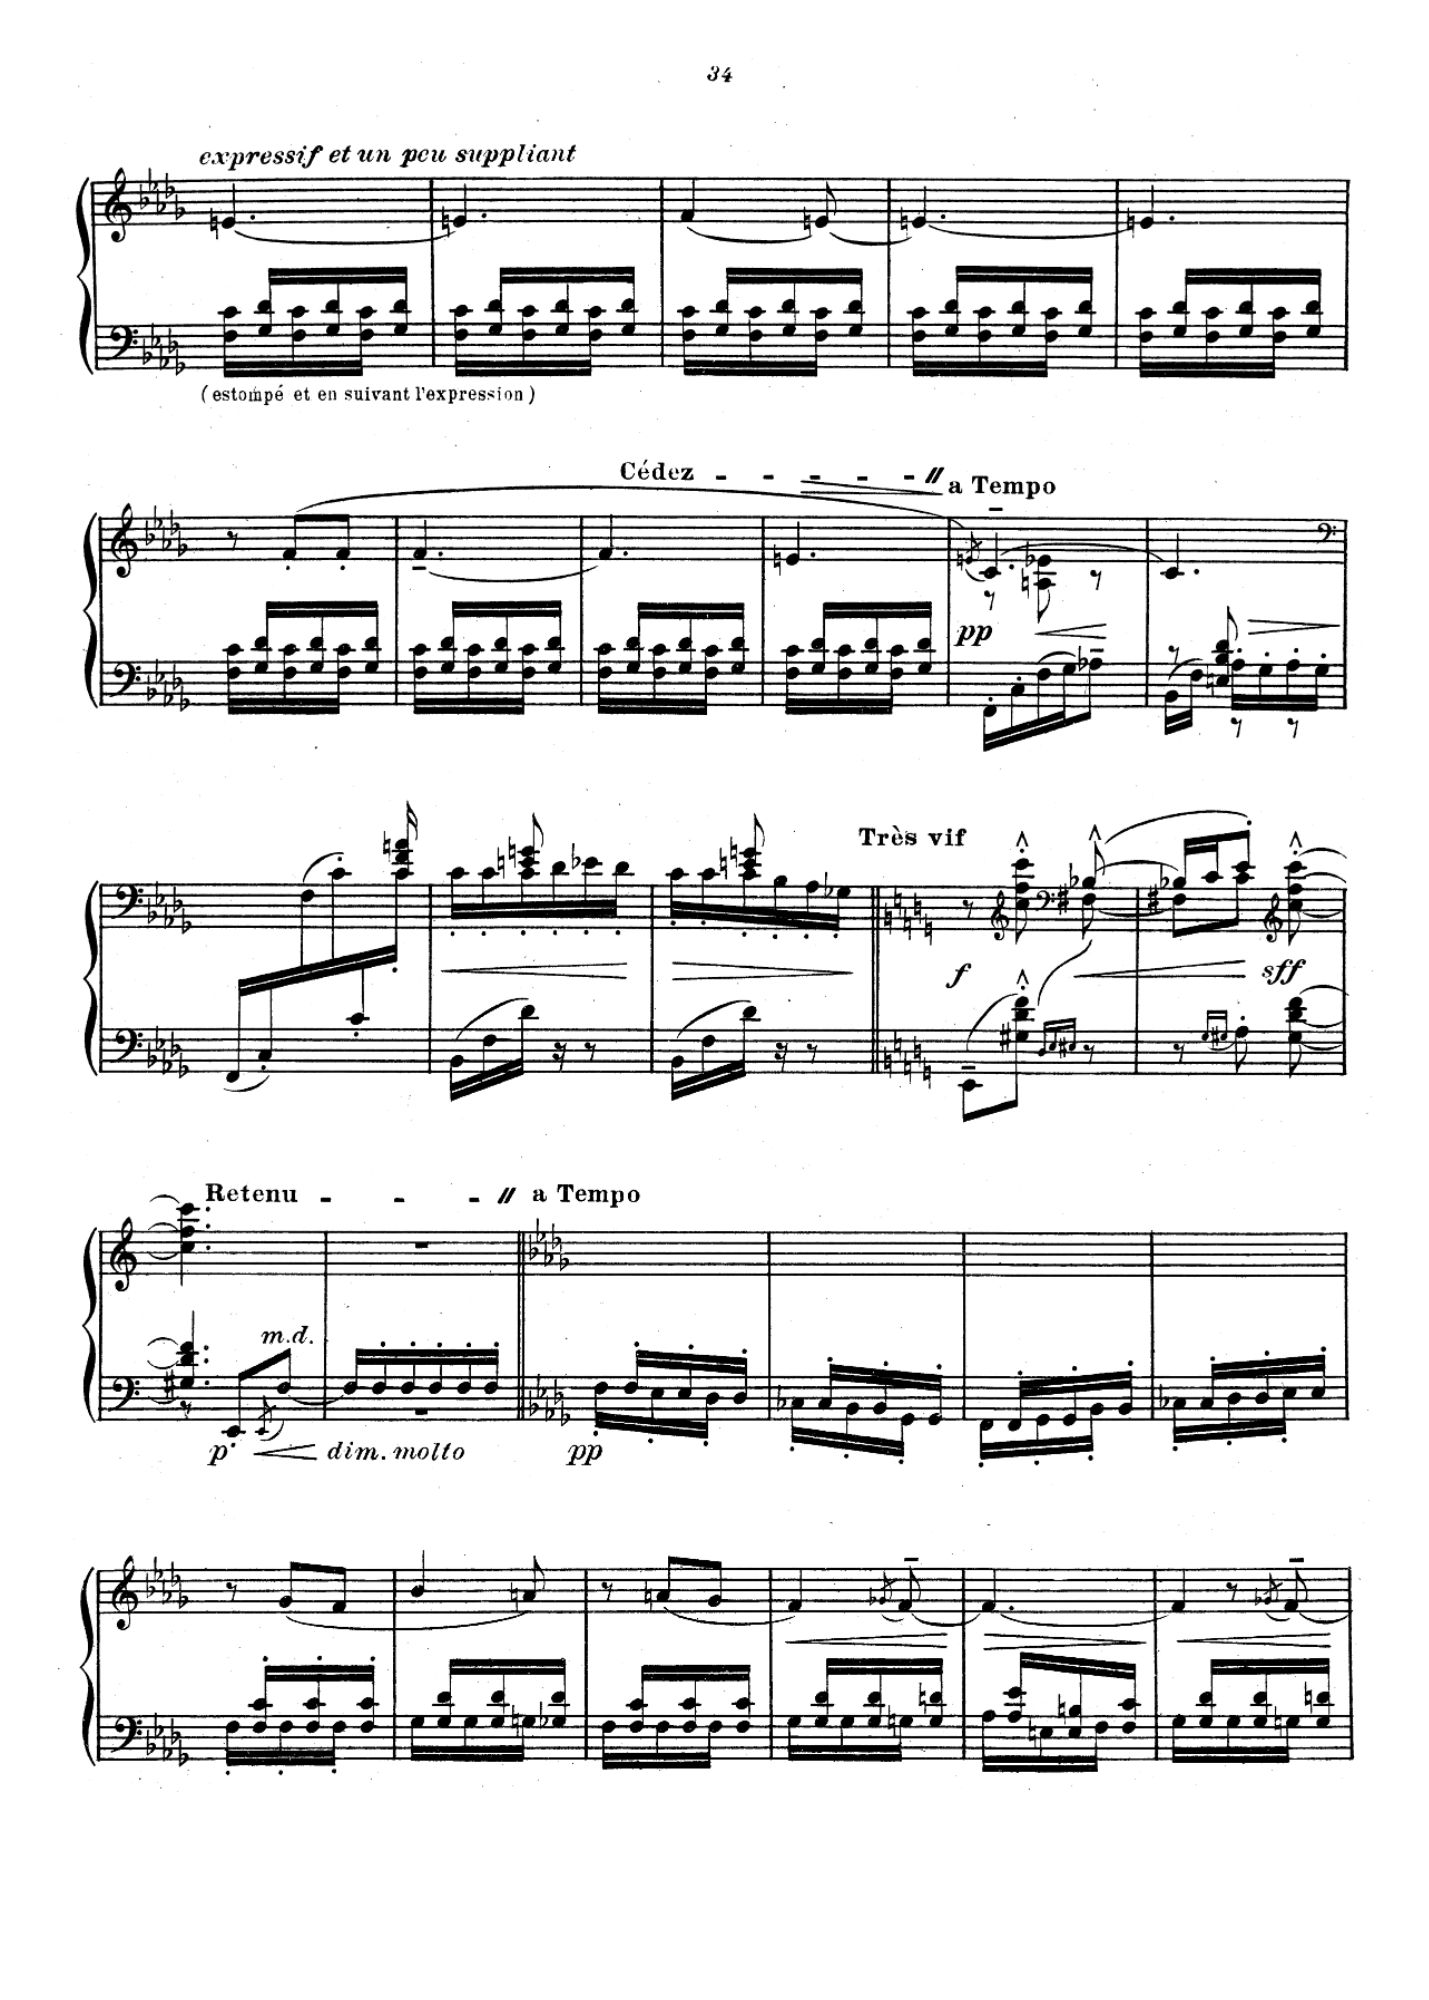 34
expressif et un peu suppliant
(estompé et en suivant l'expression)
Cédez - - - - -
a Tempo
pp
Très vif
f
sff
Retenu - - -
a Tempo
m.d.
p
dim. molto
pp